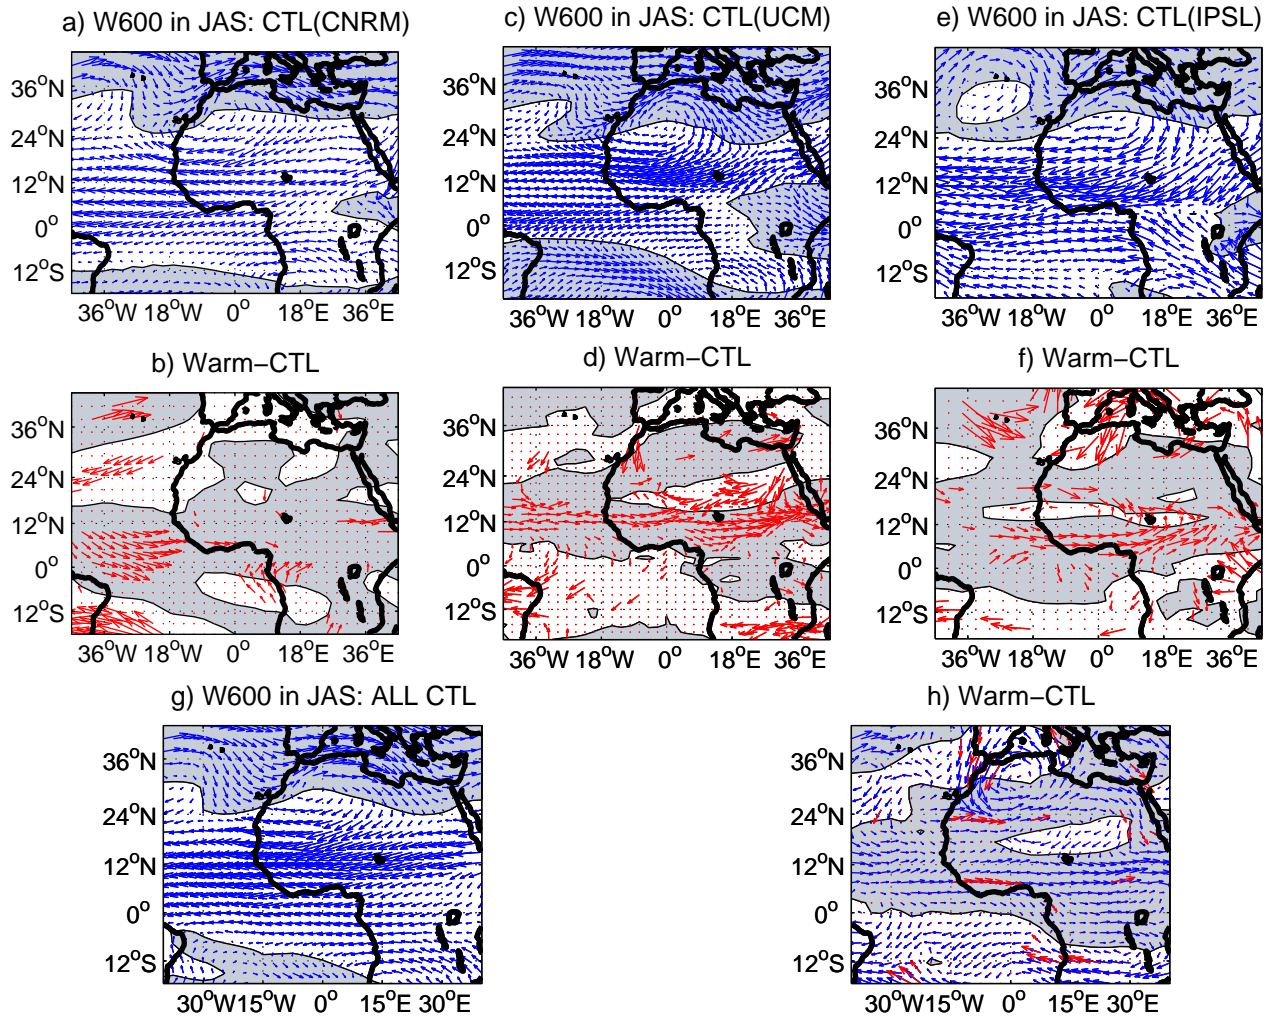 a) W600 in JAS: CTL(CNRM)
c) W600 in JAS: CTL(UCM)
e) W600 in JAS: CTL(IPSL)
36°N
24°N
12°N
0°
12°S
36°W 18°W 0° 18°E 36°E
36°N
24°N
12°N
0°
12°S
36°W 18°W 0° 18°E 36°E
36°N
24°N
12°N
0°
12°S
36°W 18°W 0° 18°E 36°E
b) Warm−CTL
d) Warm−CTL
f) Warm−CTL
36°N
24°N
12°N
0°
12°S
36°W 18°W 0° 18°E 36°E
36°N
24°N
12°N
0°
12°S
36°W 18°W 0° 18°E 36°E
36°N
24°N
12°N
0°
12°S
36°W 18°W 0° 18°E 36°E
g) W600 in JAS: ALL CTL
h) Warm−CTL
36°N
24°N
12°N
0°
12°S
30°W 15°W 0° 15°E 30°E
36°N
24°N
12°N
0°
12°S
30°W 15°W 0° 15°E 30°E